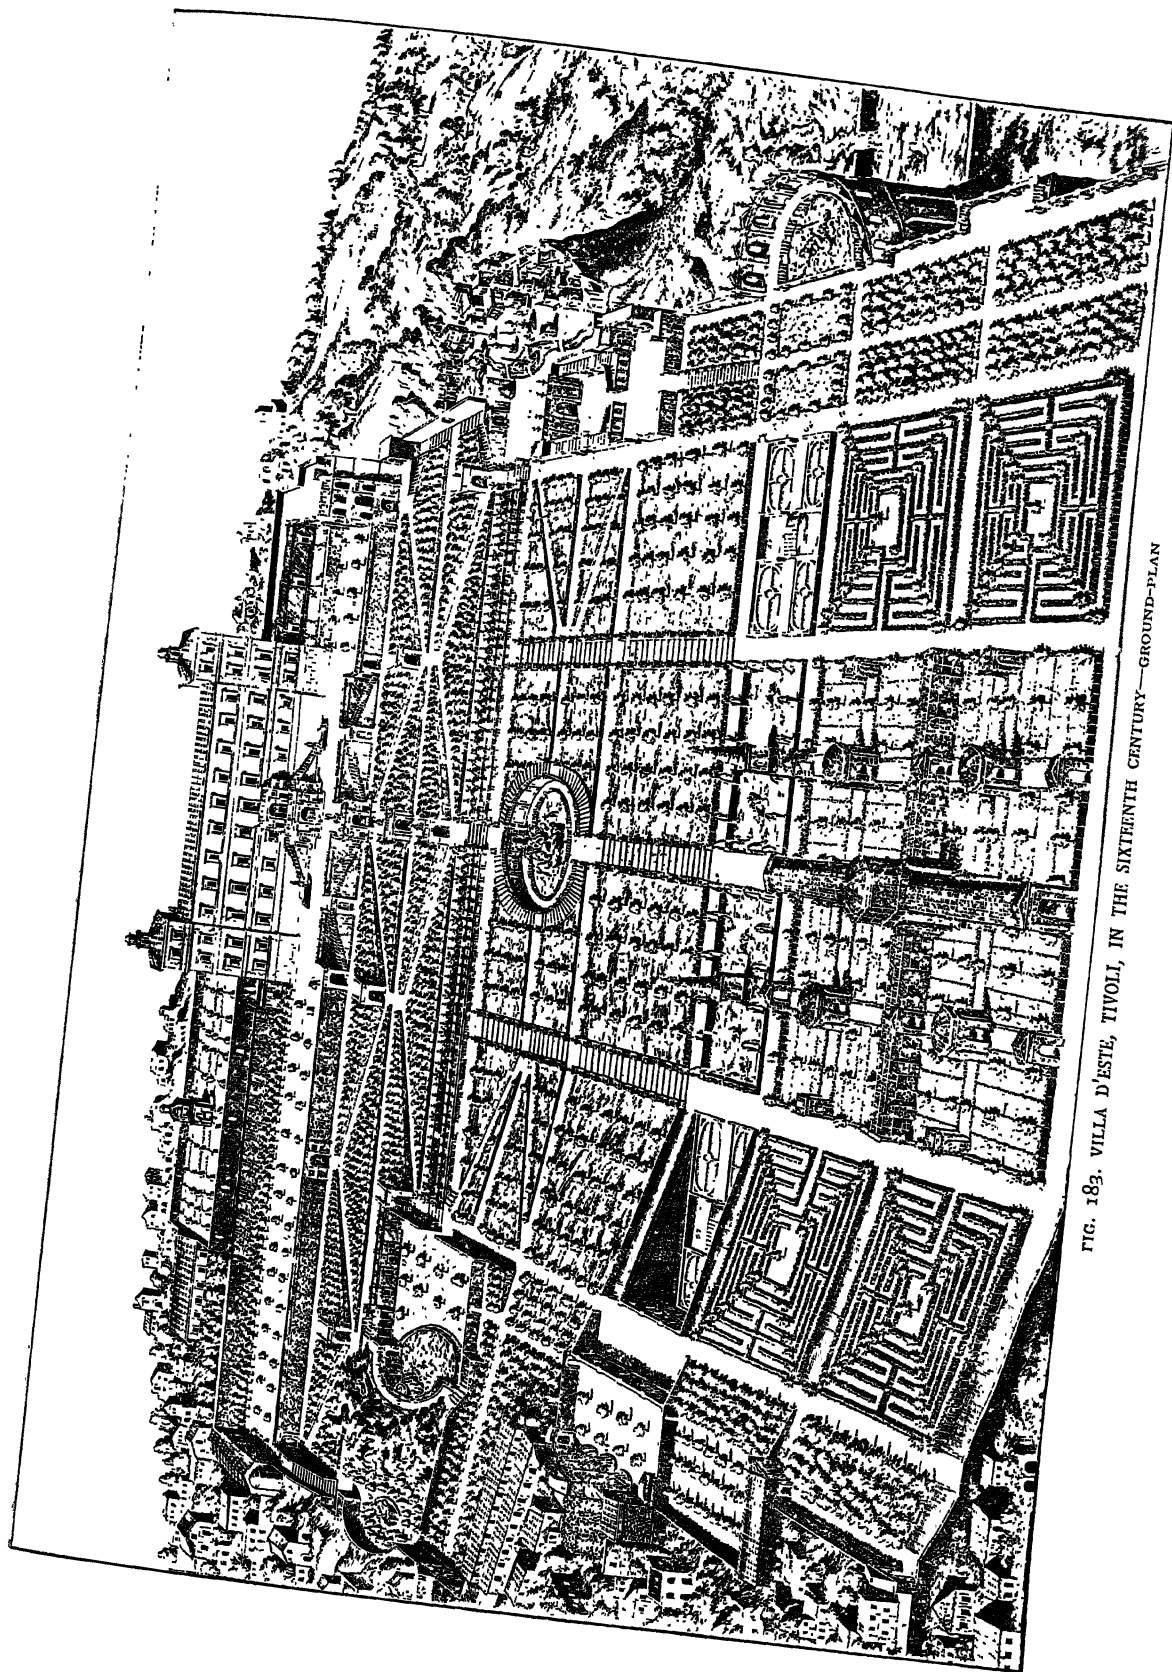 FIG. 183. VILLA D'ESTE, TIVOLI, IN THE SIXTEENTH CENTURY—GROUND-PLAN